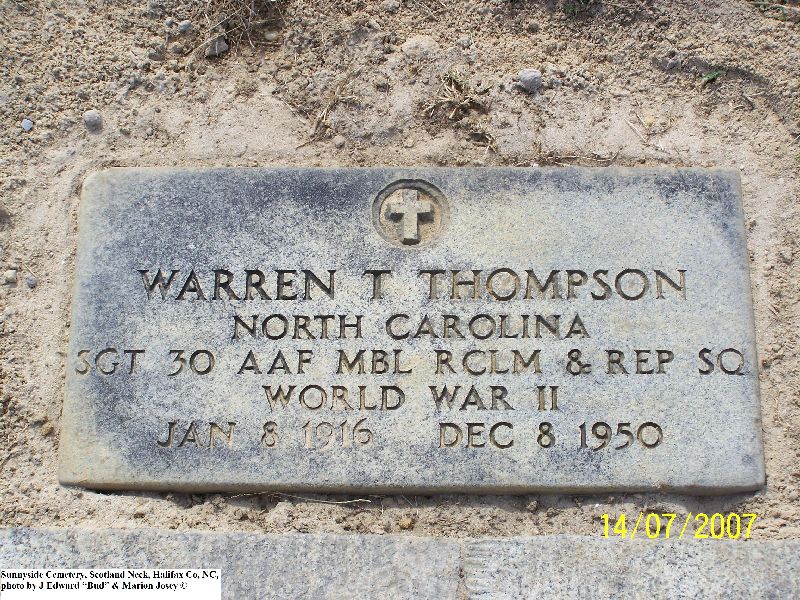 WARREN T THOMPSON
NORTH CAROLINA
SGT 30 AAF MBL RCLM & REP SQ
WORLD WAR II
JAN 8 1916 DEC 8 1950
14/07/2007
Sunnyside Cemetery, Scotland Neck, Halifax Co, NC,
photo by J Edward "Bud" & Marion Josey ©